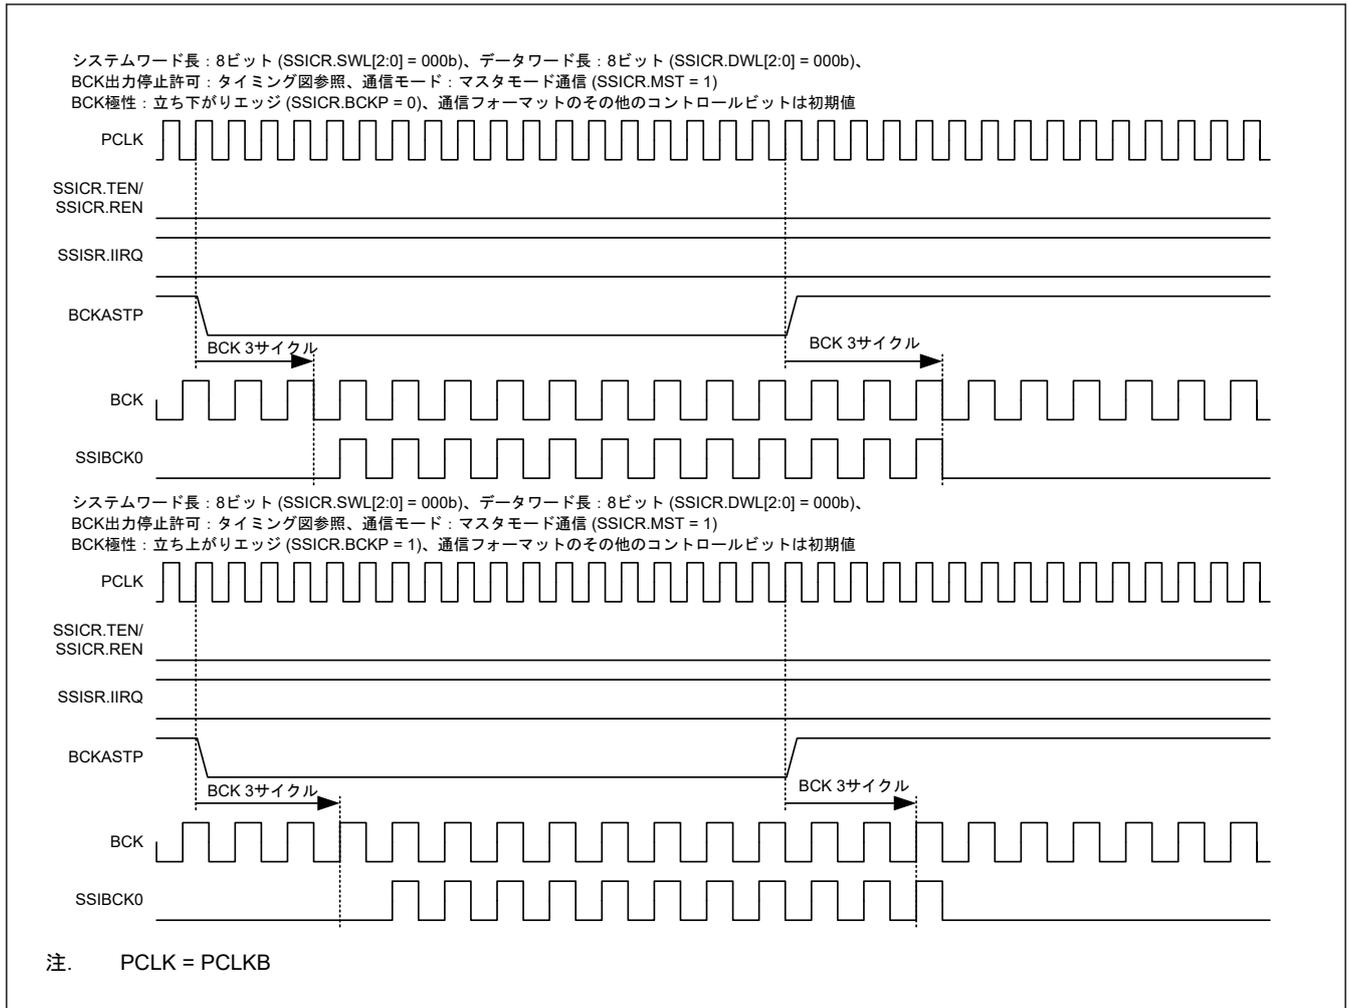 システムワード長：8ビット (SSICR.SWL[2:0] = 000b)、データワード長：8ビット (SSICR.DWL[2:0] = 000b)、
BCK出力停止許可：タイミング図参照、通信モード：マスタモード通信 (SSICR.MST = 1)
BCK極性：立ち下がりエッジ (SSICR.BCKP = 0)、通信フォーマットのその他のコントロールビットは初期値
PCLK
SSICR.TEN/
SSICR.REN
SSISR.IIRQ
BCKASTP
BCK 3サイクル
BCK 3サイクル
BCK
SSIBCK0
システムワード長：8ビット (SSICR.SWL[2:0] = 000b)、データワード長：8ビット (SSICR.DWL[2:0] = 000b)、
BCK出力停止許可：タイミング図参照、通信モード：マスタモード通信 (SSICR.MST = 1)
BCK極性：立ち上がりエッジ (SSICR.BCKP = 1)、通信フォーマットのその他のコントロールビットは初期値
PCLK
SSICR.TEN/
SSICR.REN
SSISR.IIRQ
BCKASTP
BCK 3サイクル
BCK 3サイクル
BCK
SSIBCK0
注. PCLK = PCLKB